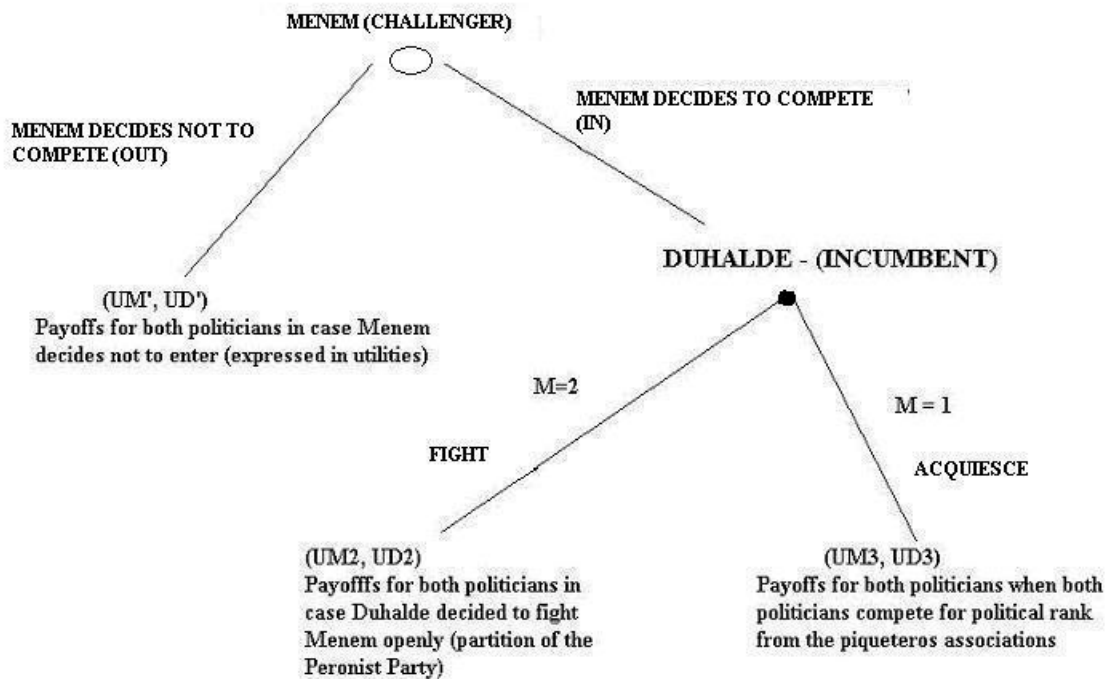 MENEM (CHALLENGER)
MENEM DECIDES TO COMPETE
(IN)
MENEM DECIDES NOT TO
COMPETE (OUT)
DUHALDE - (INCUMBENT)
(UM', UD')
Payoffs for both politicians in case Menem
decides not to enter (expressed in utilities)
M=2
M = 1
FIGHT
ACQUIESCE
(UM2, UD2)
Payofffs for both politicians in
case Duhalde decided to fight
Menem openly (partition of the
Peronist Party)
(UM3, UD3)
Payoffs for both politicians when both
politicians compete for political rank
from the piqueteros associations